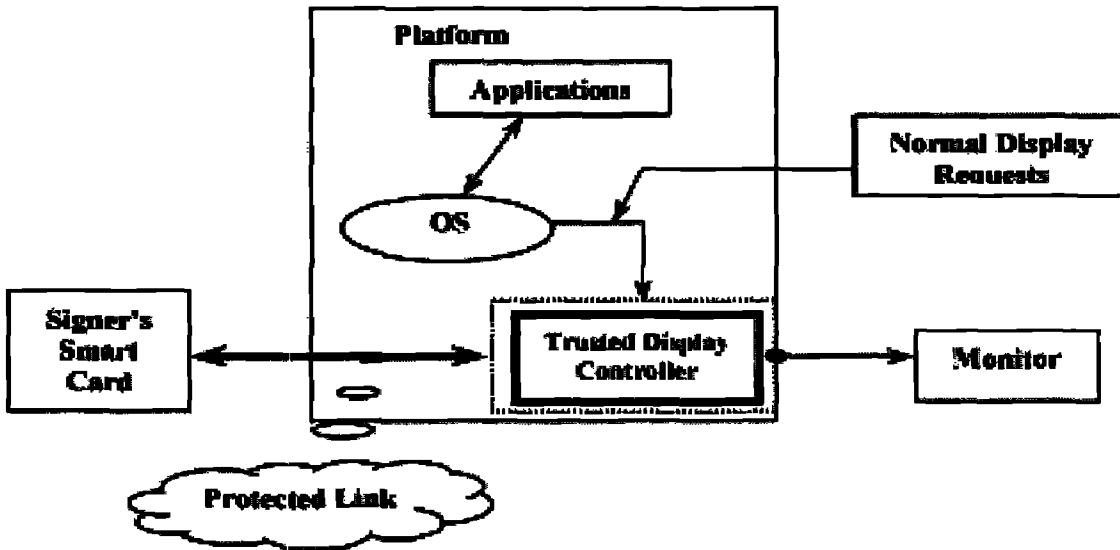 Platform
Applications
Normal Display
Requests
OS
Signer's
Smart
Card
Trusted Display
Controller
Monitor
Protected Link